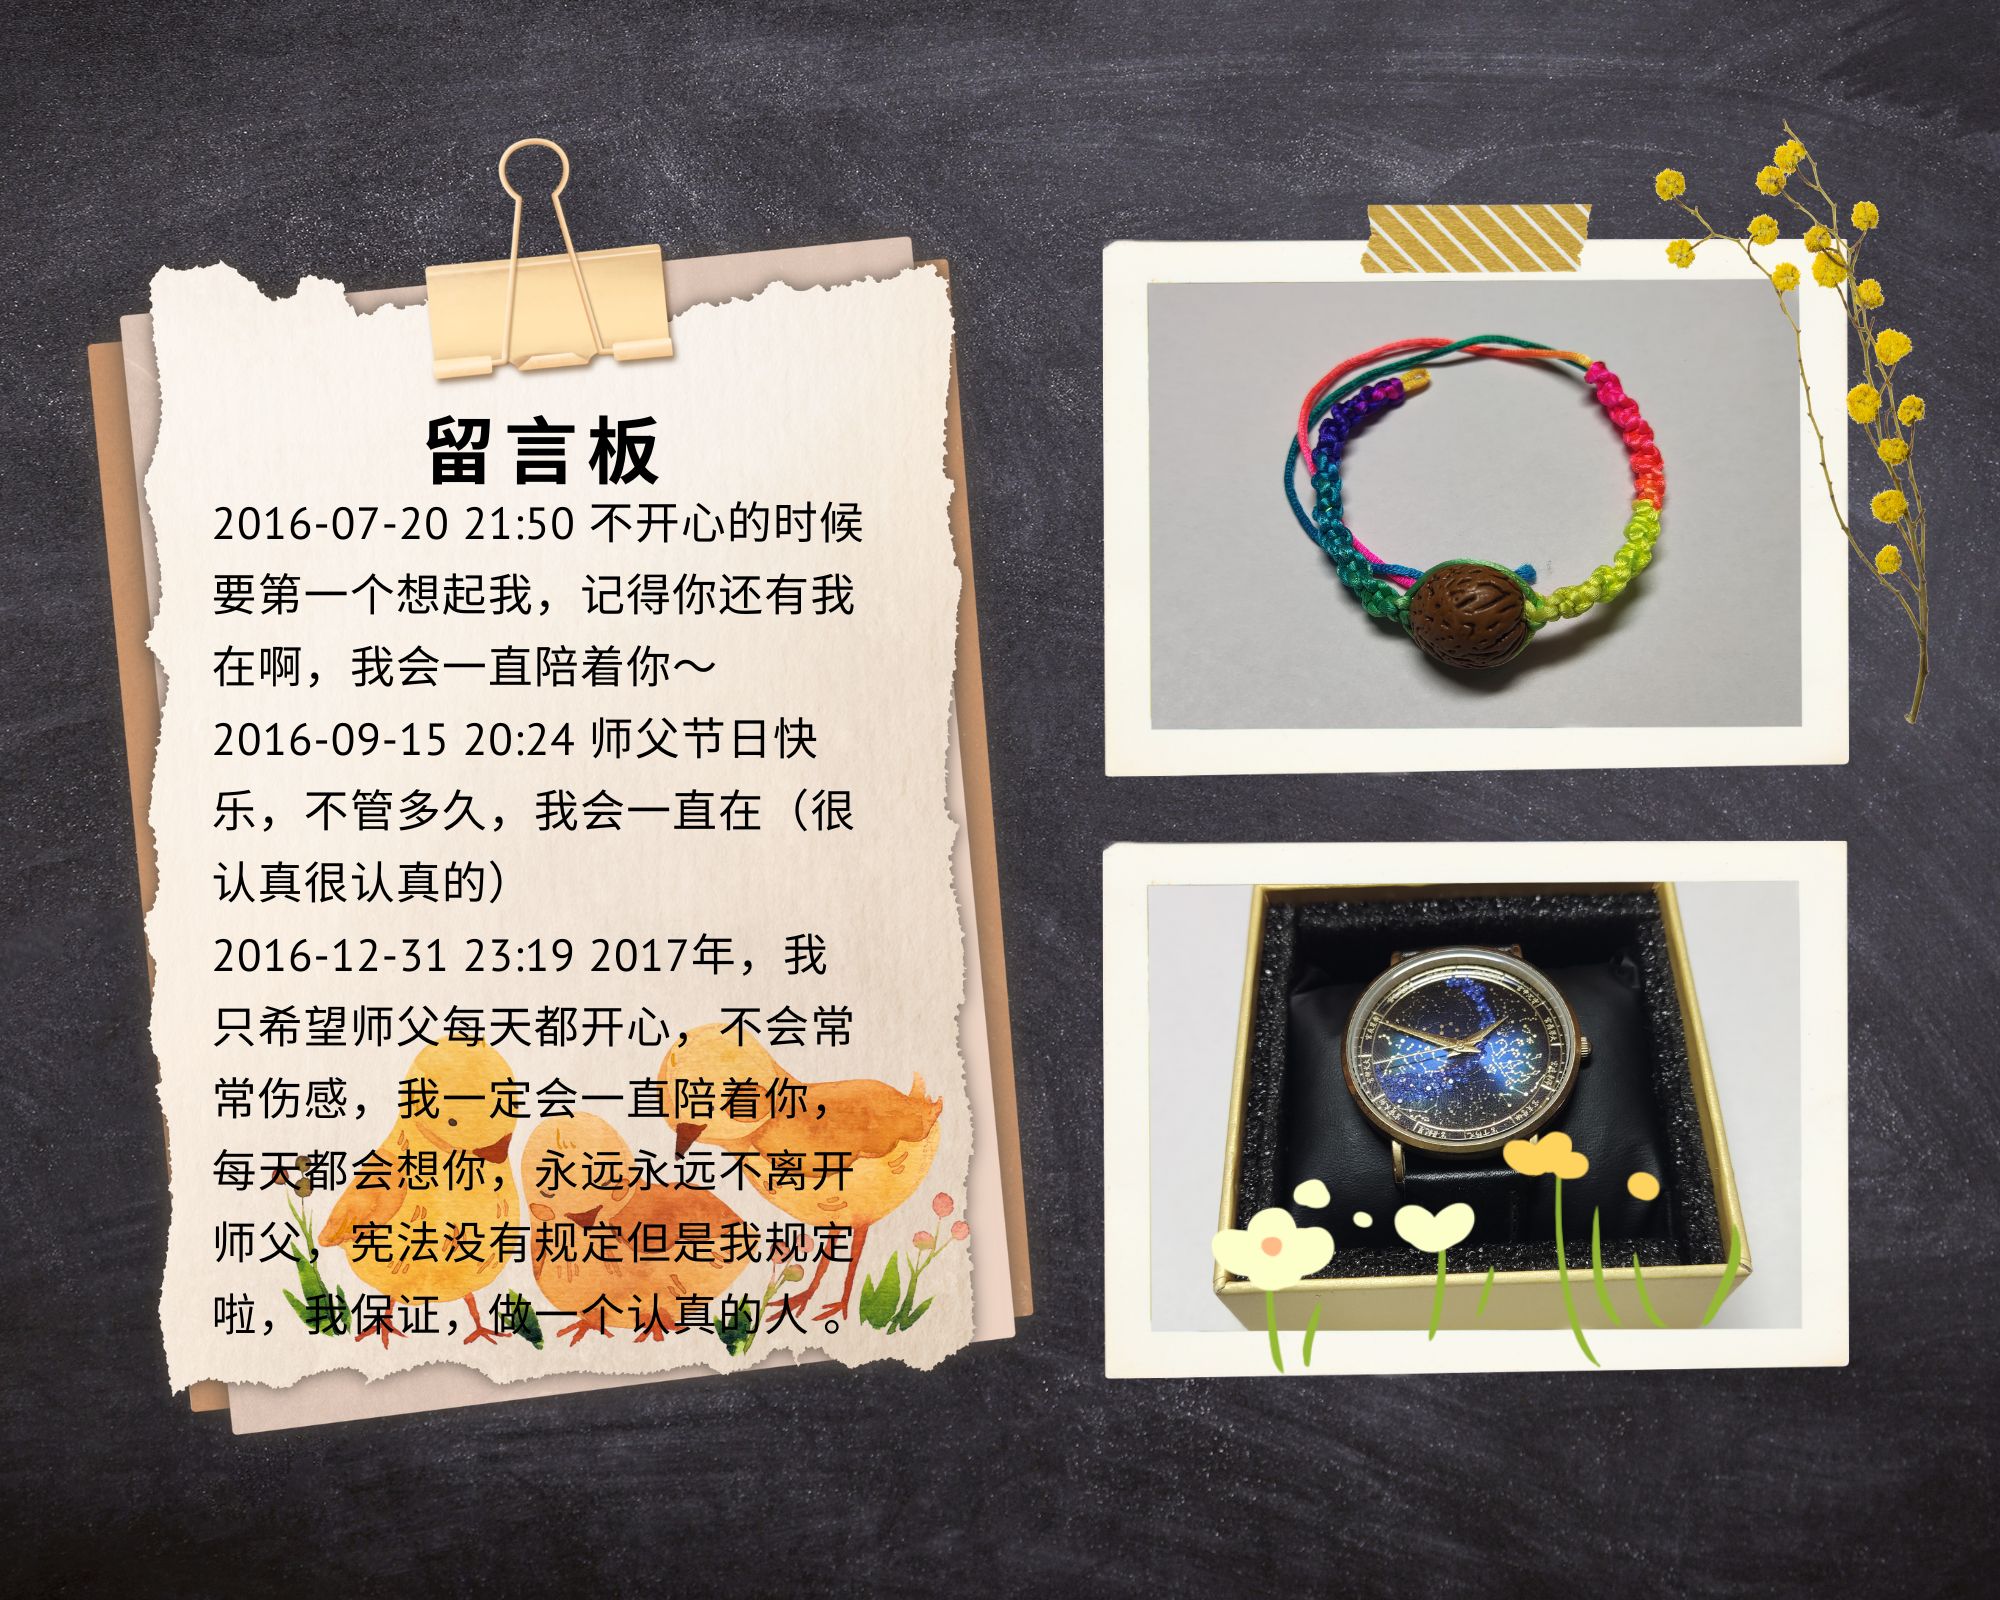 留言板
2016-07-20 21:50 不开心的时候
要第一个想起我，记得你还有我
在啊，我会一直陪着你～
2016-09-15 20:24 师父节日快
乐，不管多久，我会一直在（很
认真很认真的）
2016-12-31 23:19 2017年，我
只希望师父每天都开心，不会常
常伤感，我一定会一直陪着你，
每天都会想你，永远永远不离开
师父，宪法没有规定但是我规定
啦，我保证，做一个认真的人 。